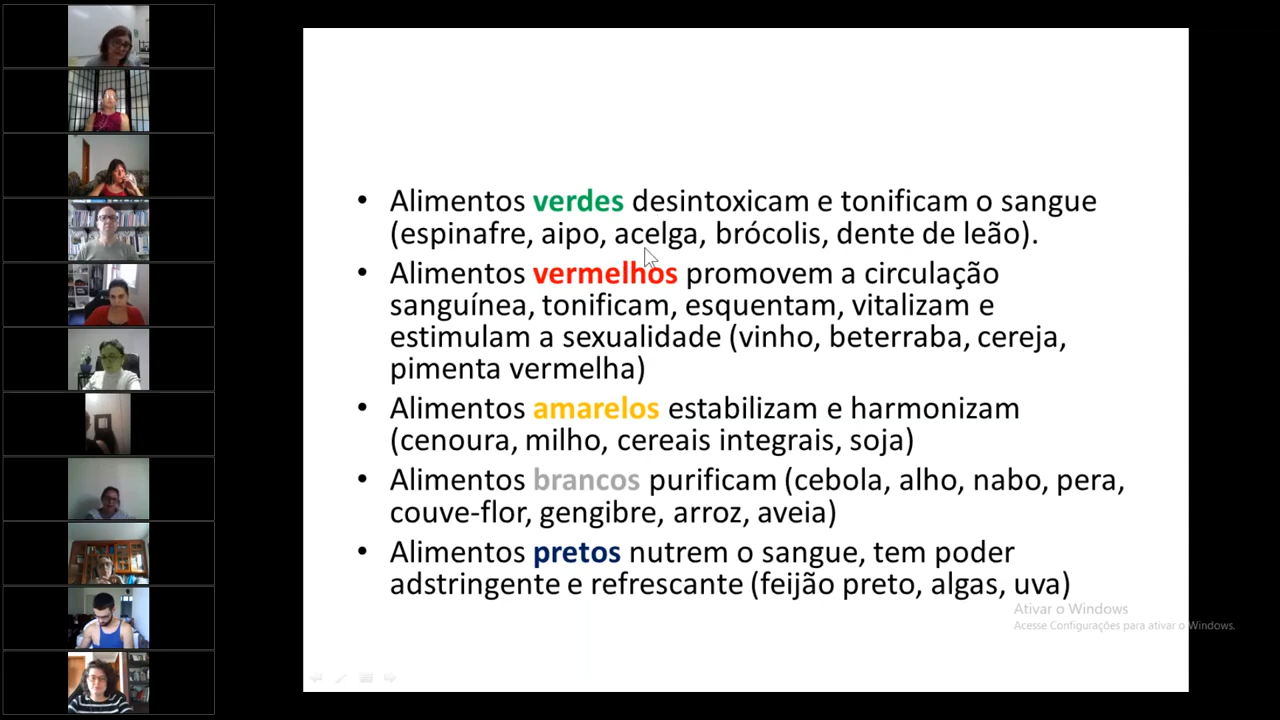 • Alimentos verdes desintoxicam e tonificam o sangue
(espinafre, aipo, acelga, brócolis, dente de leão).
• Alimentos vermelhos promovem a circulação
sanguínea, tonificam, esquentam, vitalizam e
estimulam a sexualidade (vinho, beterraba, cereja,
pimenta vermelha)
• Alimentos amarelos estabilizam e harmonizam
(cenoura, milho, cereais integrais, soja)
• Alimentos brancos purificam (cebola, alho, nabo, pera,
couve-flor, gengibre, arroz, aveia)
• Alimentos pretos nutrem o sangue, tem poder
adstringente e refrescante (feijão preto, algas, uva)
Ativar o Windows
Acesse Configurações para ativar o Windows.